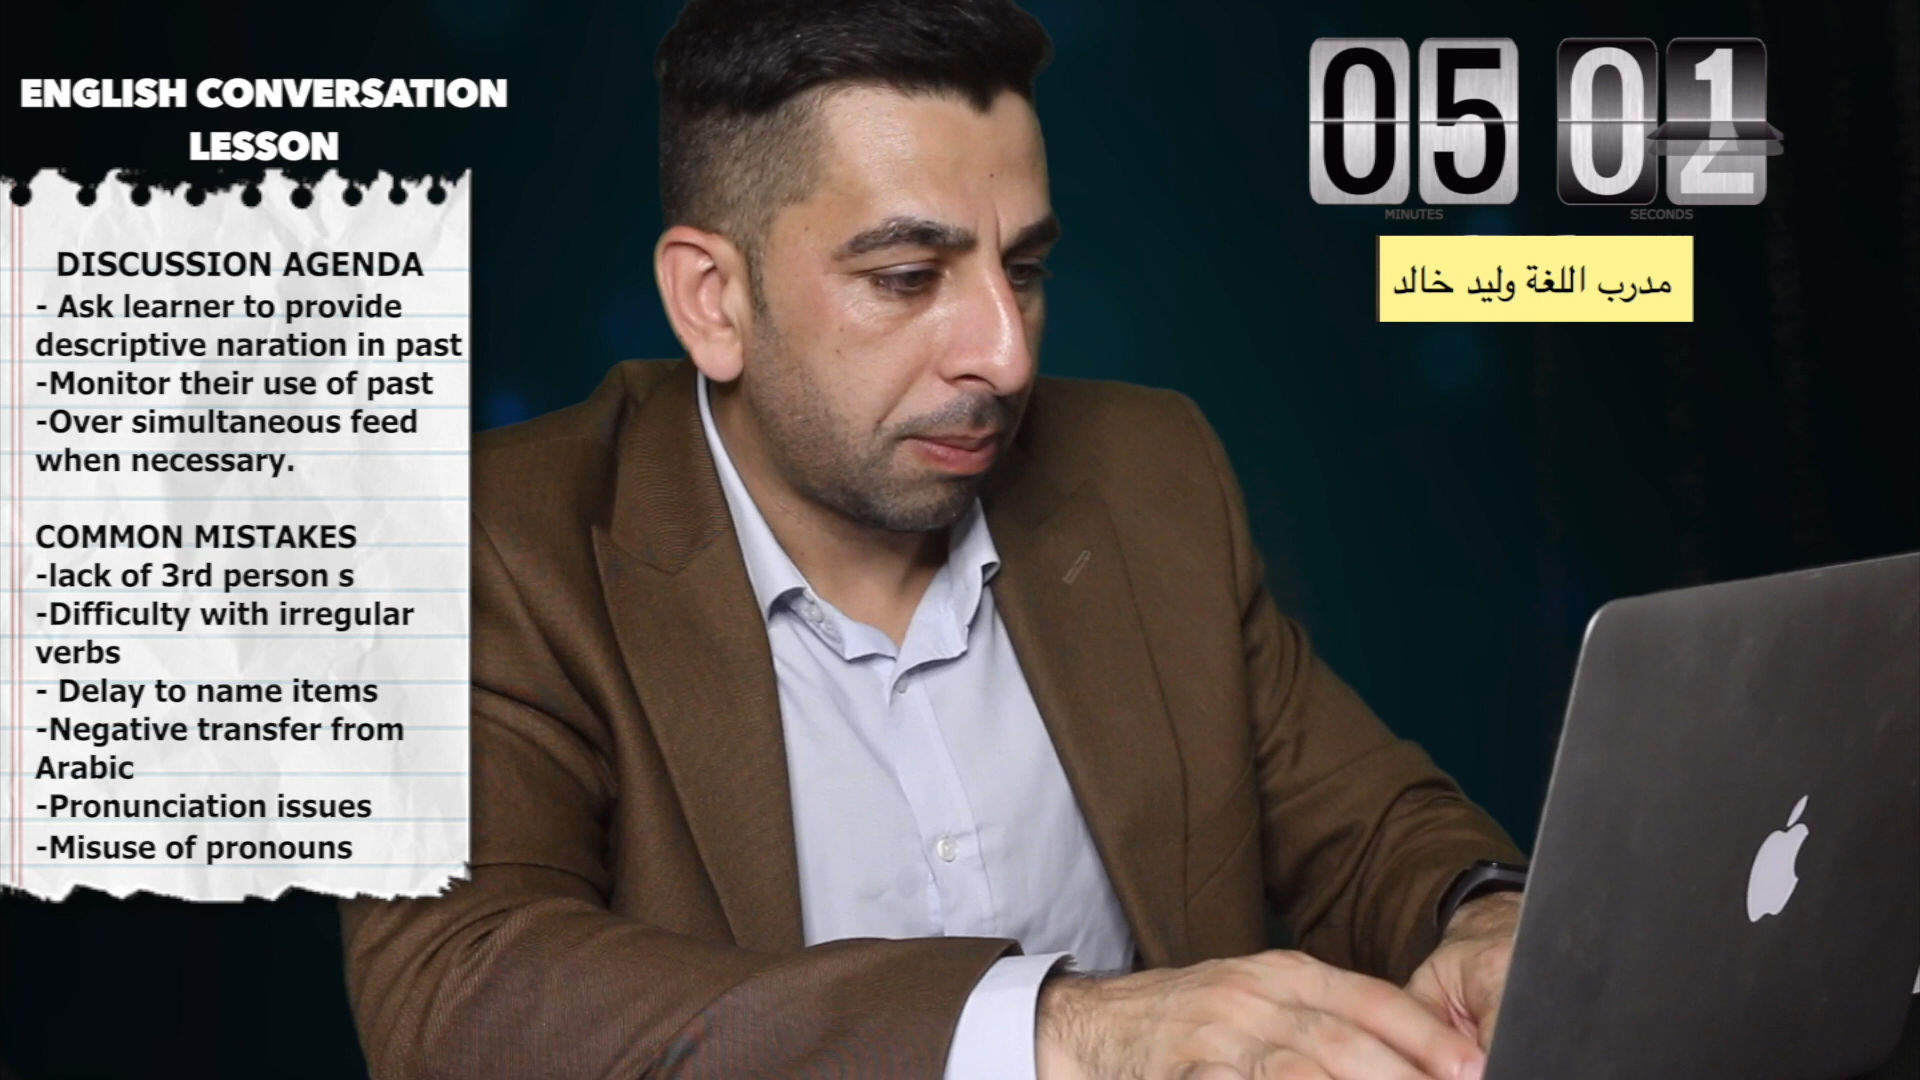 ENGLISH CONVERSATION
LESSON
DISCUSSION AGENDA
- Ask learner to provide
descriptive naration in past
-Monitor their use of past
-Over simultaneous feed
when necessary.
COMMON MISTAKES
-lack of 3rd person s
-Difficulty with irregular
verbs
- Delay to name items
-Negative transfer from
Arabic
-Pronunciation issues
-Misuse of pronouns
05 01
MINUTES SECONDS
مدرب اللغة وليد خالد